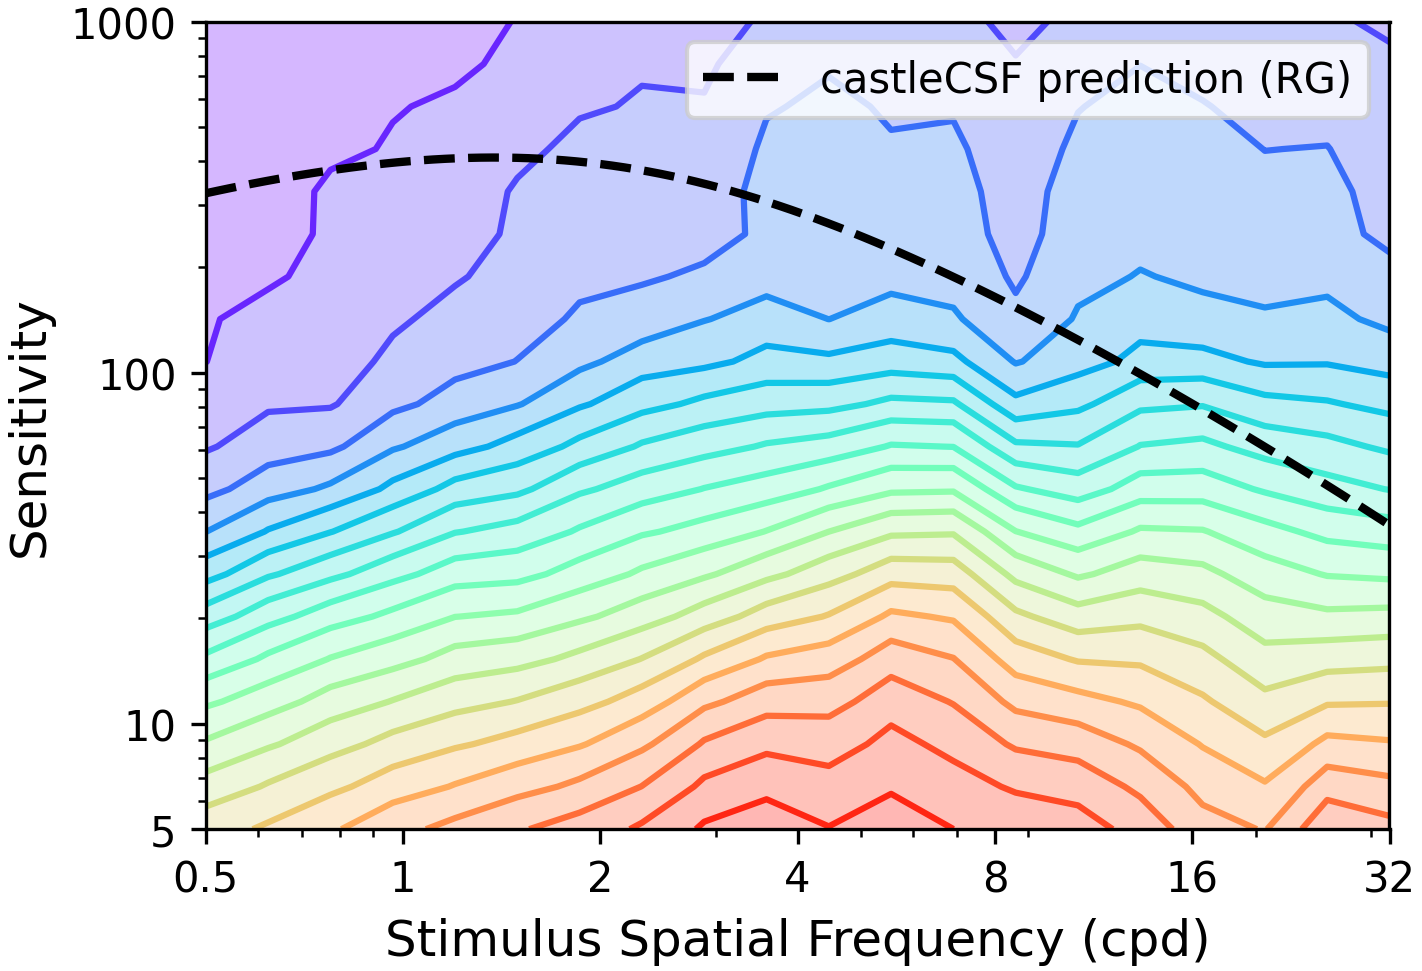 1000
castleCSF prediction (RG)
100
Sensitivity
10
5
0.5 1 2 4 8 16 32
Stimulus Spatial Frequency (cpd)